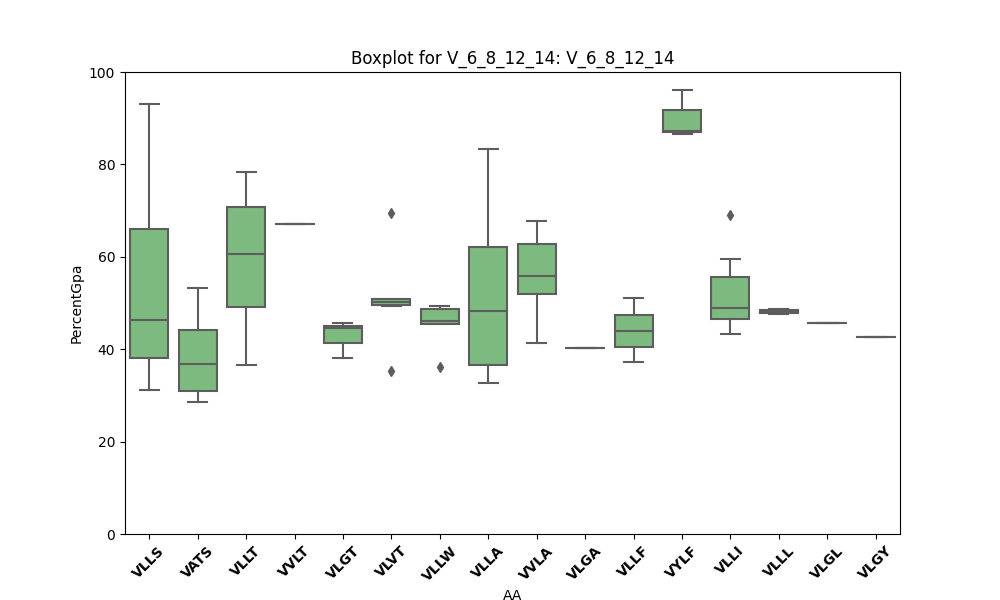 Boxplot for V_6_8_12_14: V_6_8_12_14
100
80
60
40
20
0
PercentGpa
VLLS VATS VLLT VVLT VLGT VLVT VLLW VLLA VVLA VLGA VLLF VYLF VLLI VLLL VLGL VLGY
AA